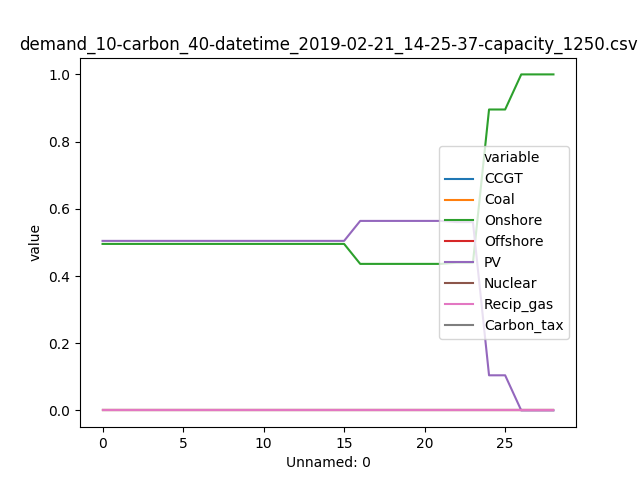 demand_10-carbon_40-datetime_2019-02-21_14-25-37-capacity_1250.csv
1.0
0.8
0.6
0.4
0.2
0.0
value
variable
CCGT
Coal
Onshore
Offshore
PV
Nuclear
Recip_gas
Carbon_tax
0 5 10 15 20 25
Unnamed: 0